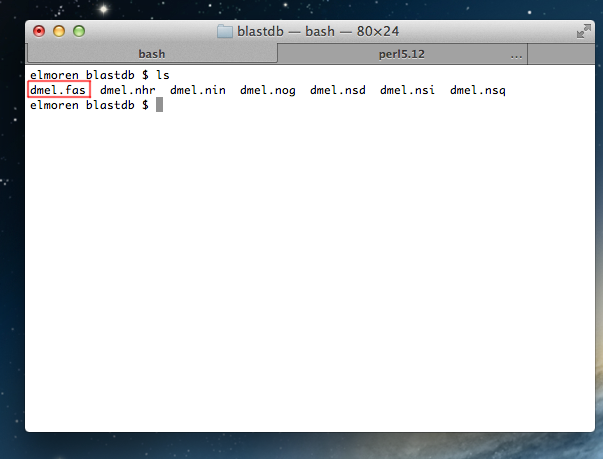 blastdb — bash — 80×24
bash perl5.12 ...
elmoren blastdb $ ls
dmel.fas dmel.nhr dmel.nin dmel.nog dmel.nsd dmel.nsi dmel.nsq
elmoren blastdb $